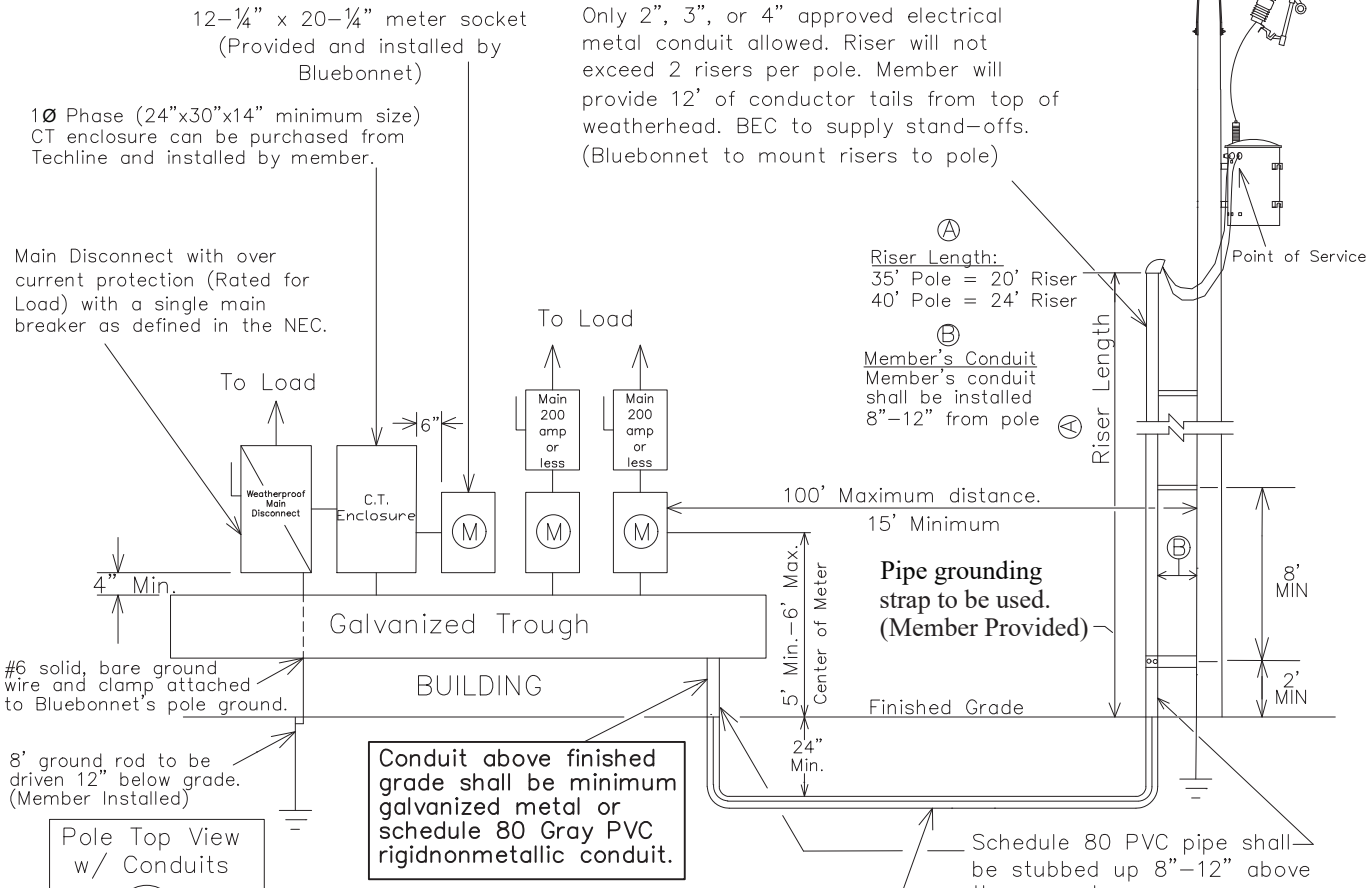 12-¼" x 20-¼" meter socket
(Provided and installed by
Bluebonnet)
Only 2", 3", or 4" approved electrical
metal conduit allowed. Riser will not
exceed 2 risers per pole. Member will
provide 12' of conductor tails from top of
weatherhead. BEC to supply stand-offs.
(Bluebonnet to mount risers to pole)
1Ø Phase (24"x30"x14" minimum size)
CT enclosure can be purchased from
Techline and installed by member.
Main Disconnect with over
current protection (Rated for
Load) with a single main
breaker as defined in the NEC.
A
Riser Length:
35' Pole = 20' Riser
40' Pole = 24' Riser
B
Member's Conduit
Member's conduit
shall be installed
8"-12" from pole
Point of Service
A
Riser Length
To Load
To Load
6"
Main
200
amp
or
less
Main
200
amp
or
less
Weatherproof
Main
Disconnect
C.T.
Enclosure
M
M
M
100' Maximum distance.
15' Minimum
4" Min.
Galvanized Trough
5' Min.-6' Max.
Center of Meter
Pipe grounding
strap to be used.
(Member Provided)
B
8'
MIN
2'
MIN
#6 solid, bare ground
wire and clamp attached
to Bluebonnet's pole ground.
BUILDING
Finished Grade
24"
Min.
8' ground rod to be
driven 12" below grade.
(Member Installed)
Conduit above finished
grade shall be minimum
galvanized metal or
schedule 80 Gray PVC
rigidnonmetallic conduit.
Pole Top View
w/ Conduits
Schedule 80 PVC pipe shall
be stubbed up 8"-12" above